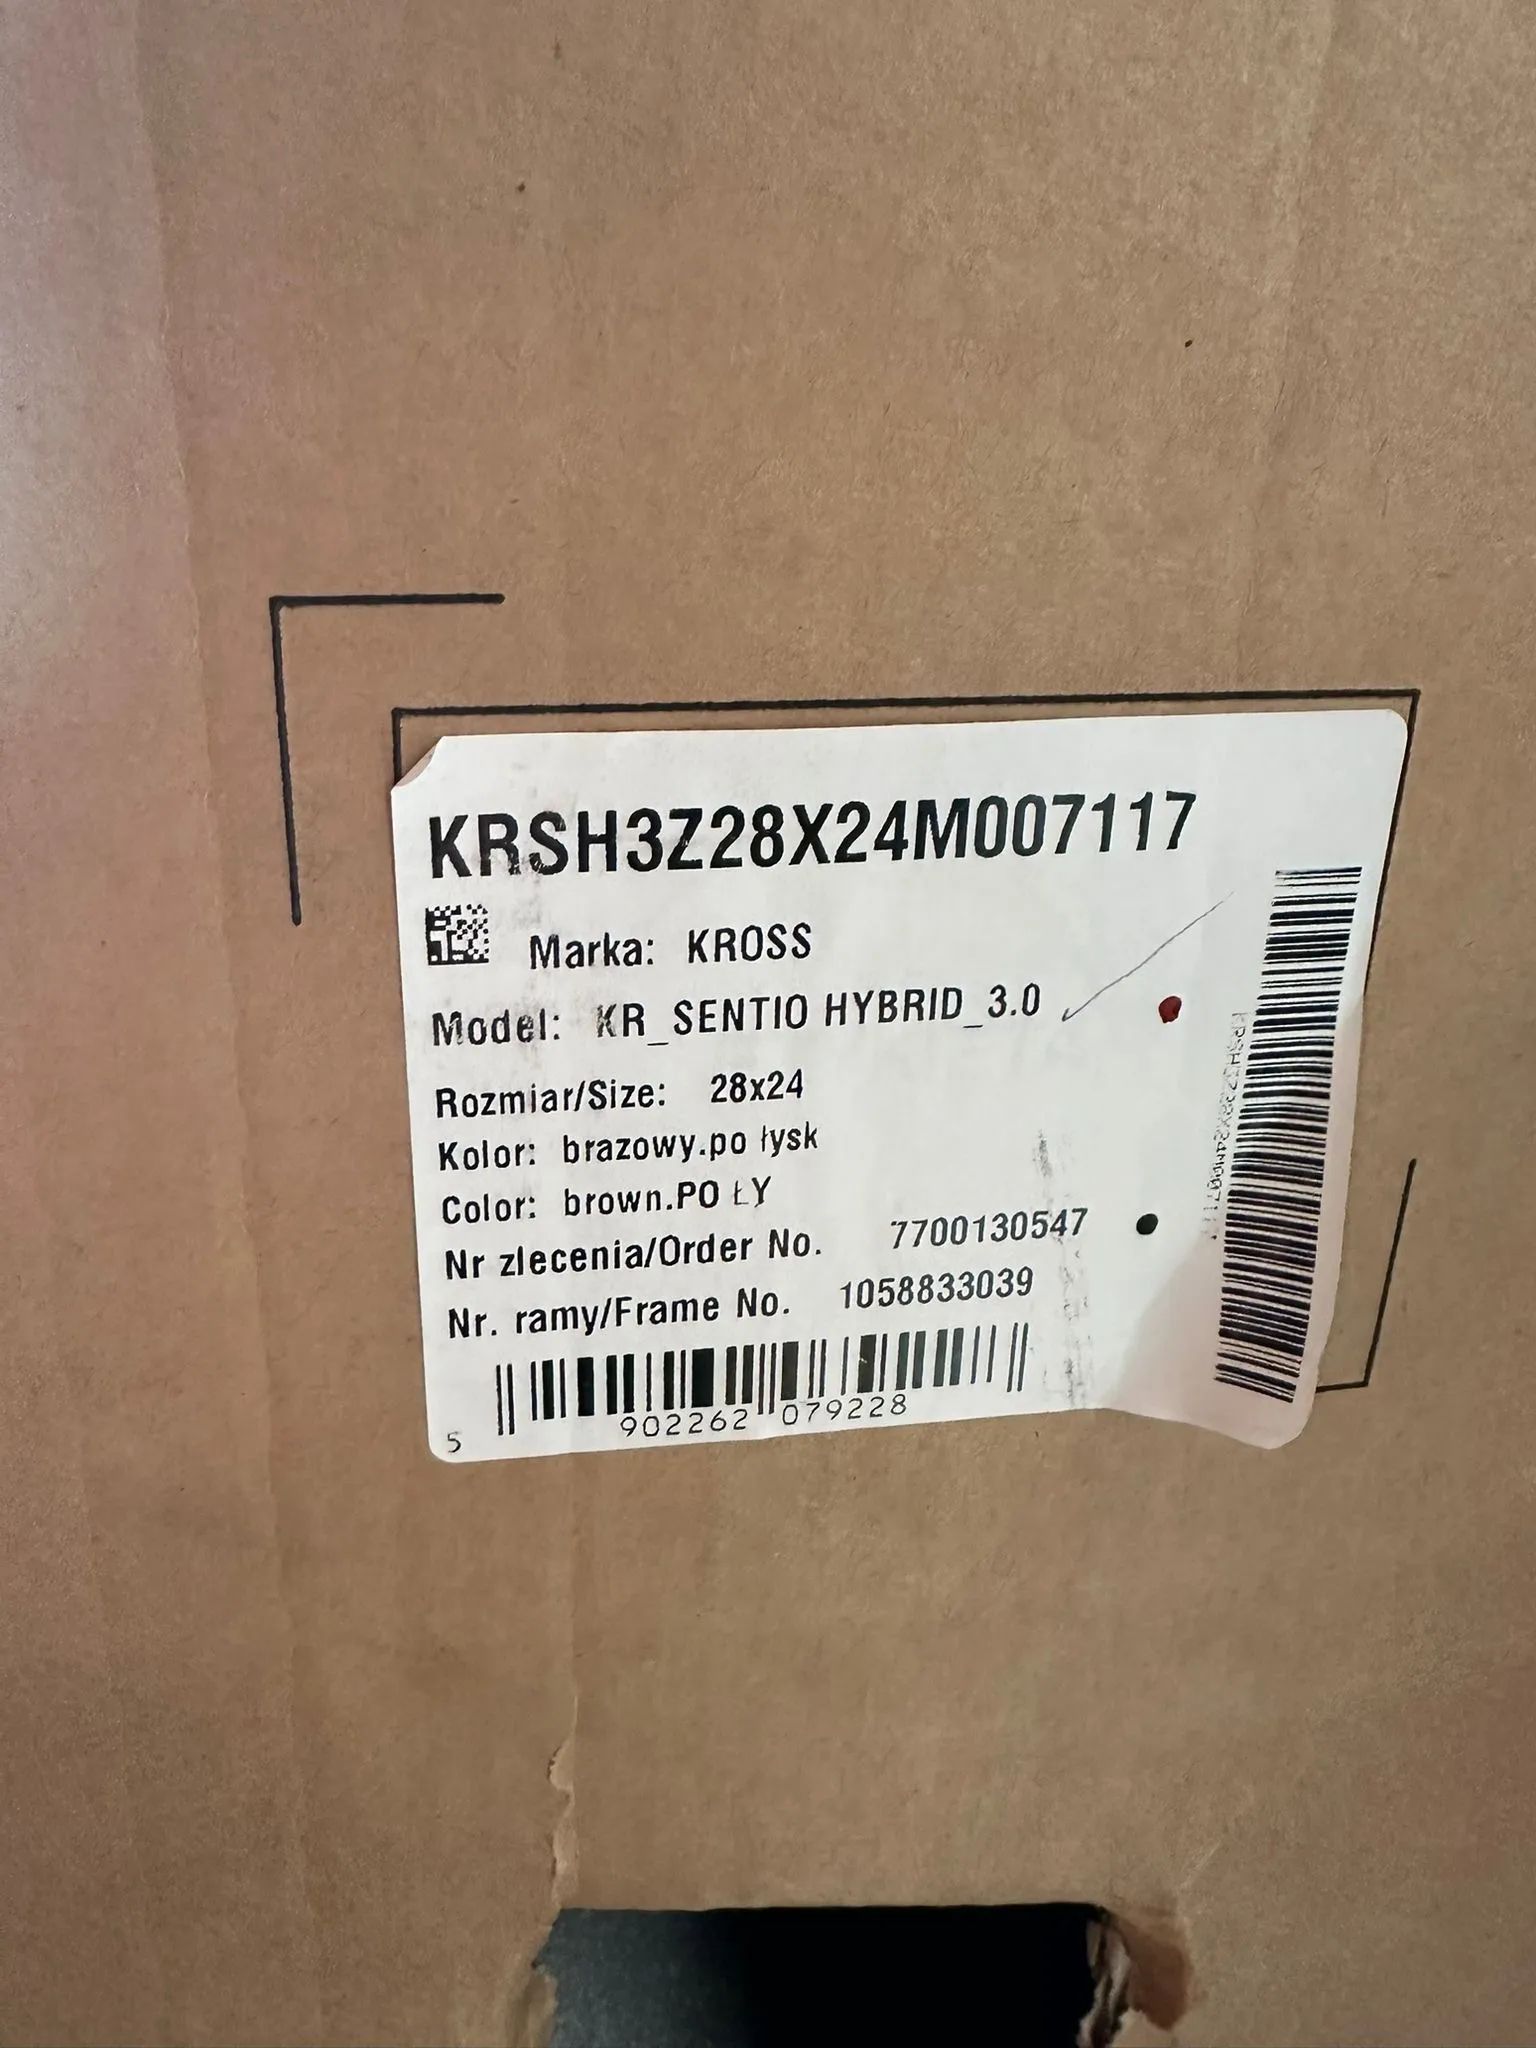 KRSH3Z28X24M007117
Marka: KROSS
Model: KR_SENTIO HYBRID_3.0
Rozmiar/Size: 28x24
Kolor: brazowy.po łysk
Color: brown.PO ŁY
Nr zlecenia/Order No. 7700130547
Nr. ramy/Frame No. 1058833039
5 902262 079228
KRSH3Z28X24M007117